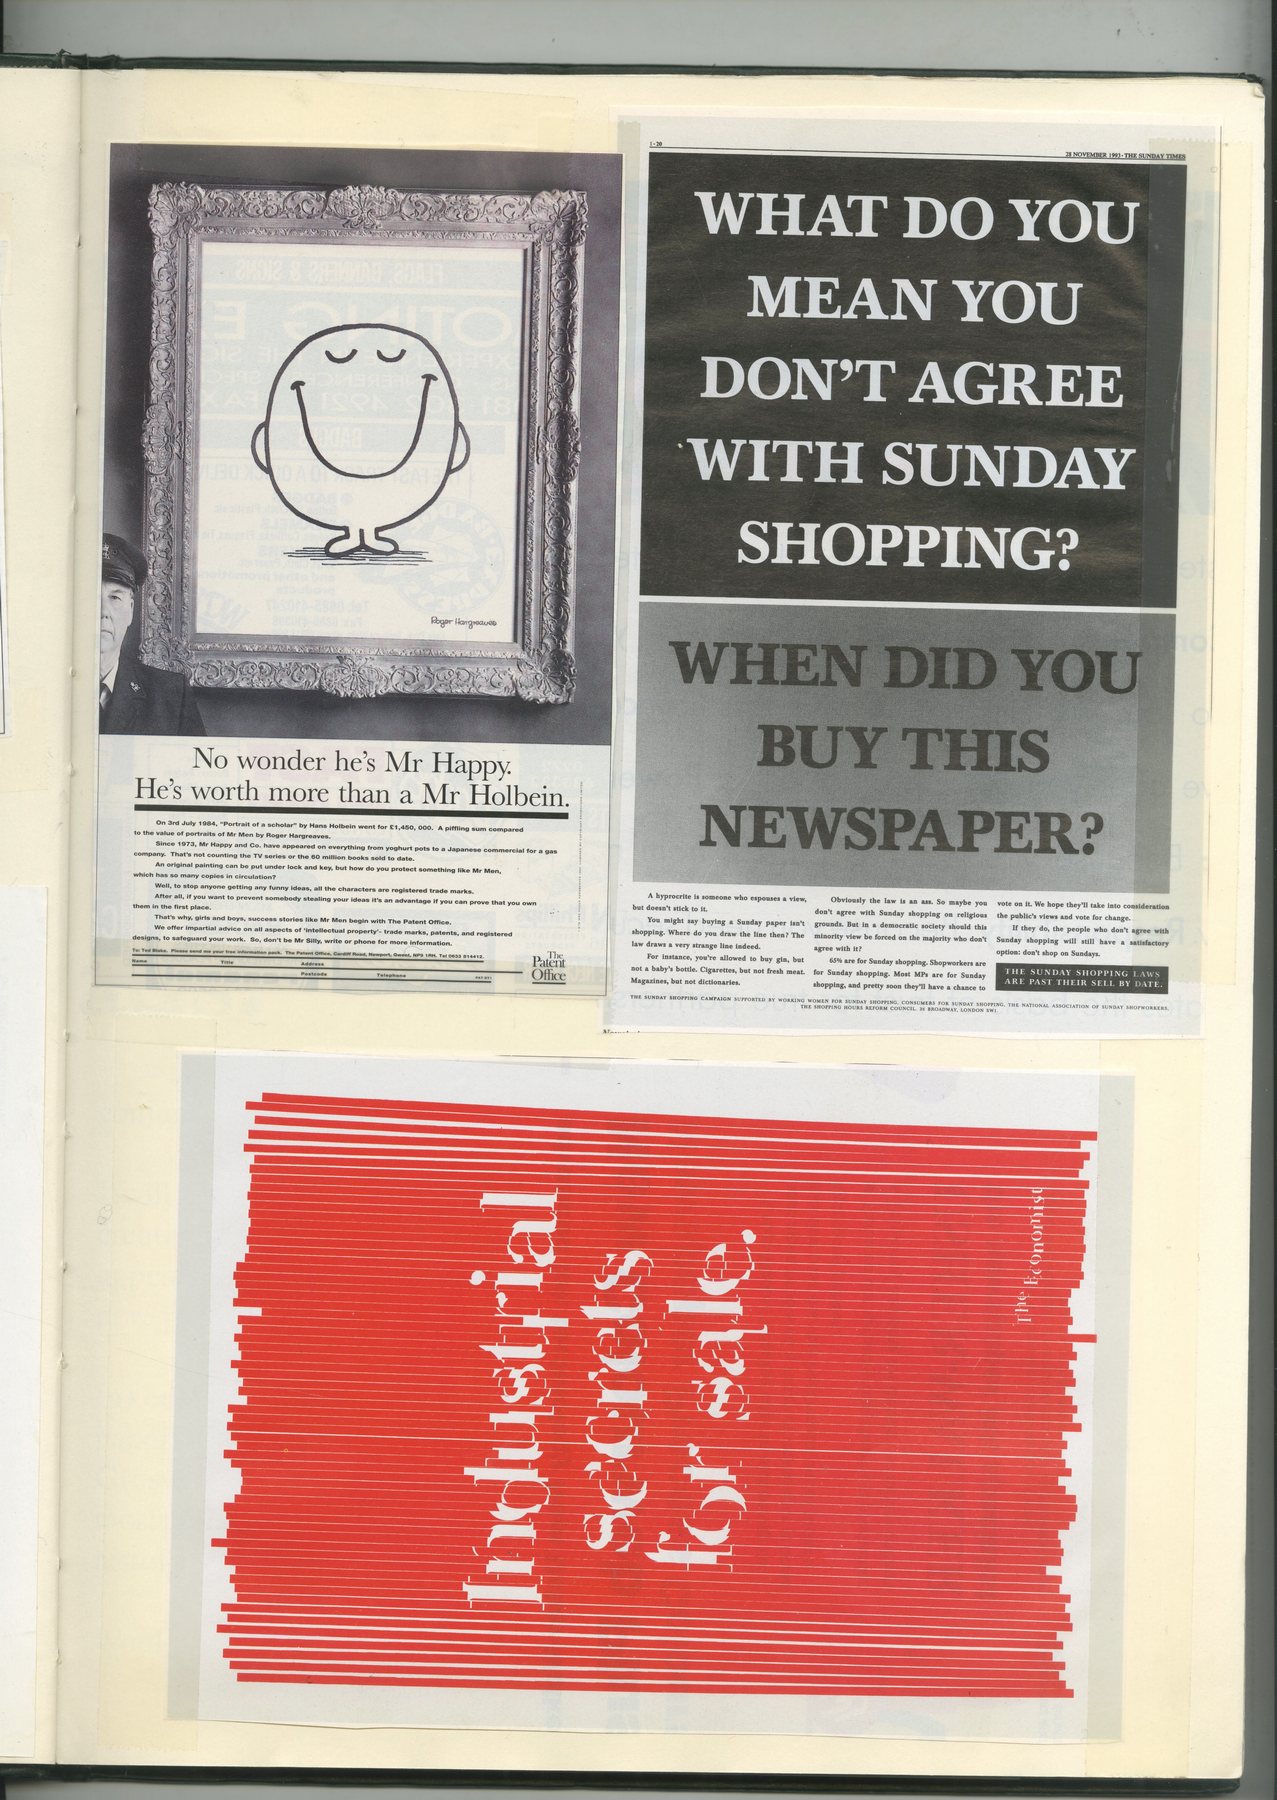 Roger Hargreaves
No wonder he's Mr Happy.
He's worth more than a Mr Holbein.
On 3rd July 1984, "Portrait of a scholar" by Hans Holbein went for £1,450, 000. A piffling sum compared
to the value of portraits of Mr Men by Roger Hargreaves.
Since 1973, Mr Happy and Co. have appeared on everything from yoghurt pots to a Japanese commercial for a gas
company. That's not counting the TV series or the 60 million books sold to date.
An original painting can be put under lock and key, but how do you protect something like Mr Men,
which has so many copies in circulation?
Well, to stop anyone getting any funny ideas, all the characters are registered trade marks.
After all, if you want to prevent somebody stealing your ideas it's an advantage if you can prove that you own
them in the first place.
That's why, girls and boys, success stories like Mr Men begin with The Patent Office.
We offer impartial advice on all aspects of 'intellectual property'- trade marks, patents, and registered
designs, to safeguard your work. So, don't be Mr Silly, write or phone for more information.
To: Ted Blake. Please send me your free information pack. The Patent Office, Cardiff Road, Newport, Gwent, NP9 1RH. Tel 0633 814412.
Name Title Address
Postcode Telephone
The
Patent
Office
1·20
28 NOVEMBER 1993 · THE SUNDAY TIMES
WHAT DO YOU
MEAN YOU
DON'T AGREE
WITH SUNDAY
SHOPPING?
WHEN DID YOU
BUY THIS
NEWSPAPER?
A hyprocrite is someone who espouses a view,
but doesn't stick to it.
You might say buying a Sunday paper isn't
shopping. Where do you draw the line then? The
law draws a very strange line indeed.
For instance, you're allowed to buy gin, but
not a baby's bottle. Cigarettes, but not fresh meat.
Magazines, but not dictionaries.
Obviously the law is an ass. So maybe you
don't agree with Sunday shopping on religious
grounds. But in a democratic society should this
minority view be forced on the majority who don't
agree with it?
65% are for Sunday shopping. Shopworkers are
for Sunday shopping. Most MPs are for Sunday
shopping, and pretty soon they'll have a chance to
vote on it. We hope they'll take into consideration
the public's views and vote for change.
If they do, the people who don't agree with
Sunday shopping will still have a satisfactory
option: don't shop on Sundays.
THE SUNDAY SHOPPING LAWS
ARE PAST THEIR SELL BY DATE.
THE SUNDAY SHOPPING CAMPAIGN SUPPORTED BY WORKING WOMEN FOR SUNDAY SHOPPING, CONSUMERS FOR SUNDAY SHOPPING, THE NATIONAL ASSOCIATION OF SUNDAY SHOPWORKERS,
THE SHOPPING HOURS REFORM COUNCIL. 36 BROADWAY, LONDON SW1.
Industrial
secrets
for sale.
The Economist